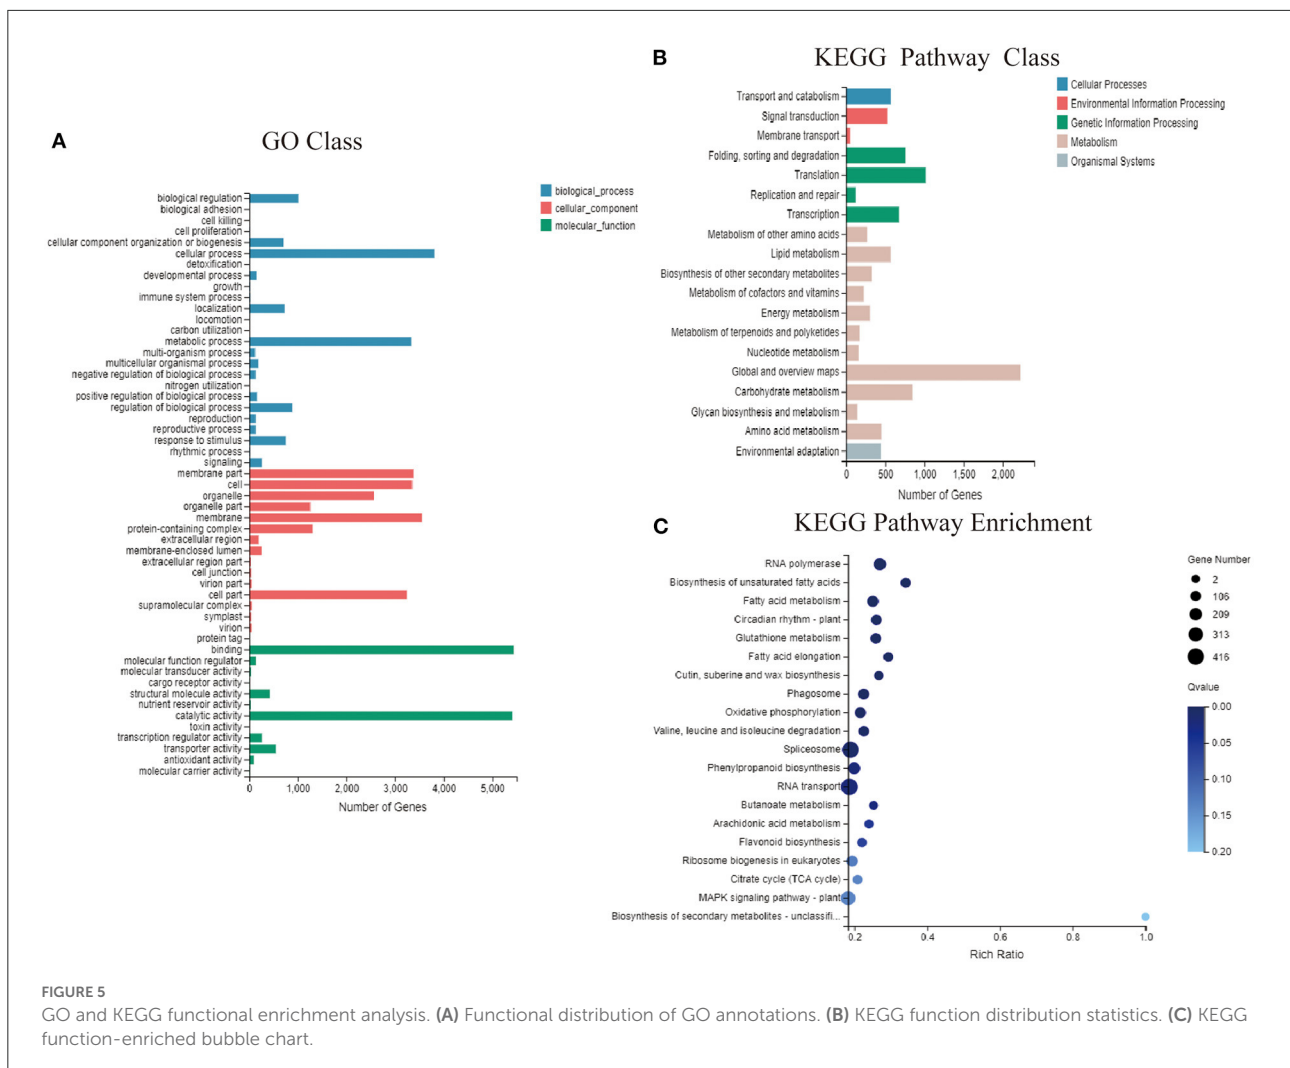 A
GO Class
biological regulation
biological adhesion
cell killing
cell proliferation
cellular component organization or biogenesis
cellular process
detoxification
developmental process
growth
immune system process
localization
locomotion
carbon utilization
metabolic process
multi-organism process
multicellular organismal process
negative regulation of biological process
nitrogen utilization
positive regulation of biological process
regulation of biological process
reproduction
reproductive process
response to stimulus
rhythmic process
signaling
membrane part
cell
organelle
organelle part
membrane
protein-containing complex
extracellular region
membrane-enclosed lumen
extracellular region part
cell junction
virion part
cell part
supramolecular complex
symplast
virion
protein tag
binding
molecular function regulator
molecular transducer activity
cargo receptor activity
structural molecule activity
nutrient reservoir activity
catalytic activity
toxin activity
transcription regulator activity
transporter activity
antioxidant activity
molecular carrier activity
0 1,000 2,000 3,000 4,000 5,000
Number of Genes
biological_process
cellular_component
molecular_function
B
KEGG Pathway Class
Transport and catabolism
Signal transduction
Membrane transport
Folding, sorting and degradation
Translation
Replication and repair
Transcription
Metabolism of other amino acids
Lipid metabolism
Biosynthesis of other secondary metabolites
Metabolism of cofactors and vitamins
Energy metabolism
Metabolism of terpenoids and polyketides
Nucleotide metabolism
Global and overview maps
Carbohydrate metabolism
Glycan biosynthesis and metabolism
Amino acid metabolism
Environmental adaptation
0 500 1,000 1,500 2,000
Number of Genes
Cellular Processes
Environmental Information Processing
Genetic Information Processing
Metabolism
Organismal Systems
C
KEGG Pathway Enrichment
RNA polymerase
Biosynthesis of unsaturated fatty acids
Fatty acid metabolism
Circadian rhythm - plant
Glutathione metabolism
Fatty acid elongation
Cutin, suberine and wax biosynthesis
Phagosome
Oxidative phosphorylation
Valine, leucine and isoleucine degradation
Spliceosome
Phenylpropanoid biosynthesis
RNA transport
Butanoate metabolism
Arachidonic acid metabolism
Flavonoid biosynthesis
Ribosome biogenesis in eukaryotes
Citrate cycle (TCA cycle)
MAPK signaling pathway - plant
Biosynthesis of secondary metabolites - unclassifi...
0.2 0.4 0.6 0.8 1.0
Rich Ratio
Gene Number
2
106
209
313
416
Qvalue
0.00
0.05
0.10
0.15
0.20
FIGURE 5
GO and KEGG functional enrichment analysis. (A) Functional distribution of GO annotations. (B) KEGG function distribution statistics. (C) KEGG
function-enriched bubble chart.